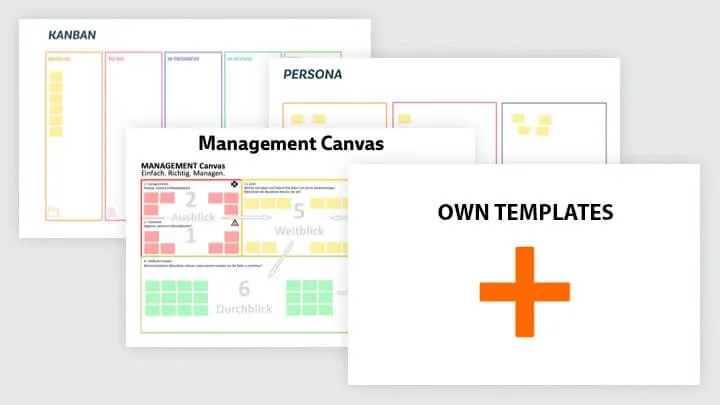 KANBAN
BACKLOG
TO DO
IN PROGRESS
IN REVIEW
PERSONA
Management Canvas
MANAGEMENT Canvas
Einfach. Richtig. Managen.
2
Ausblick
1
5
Weitblick
6
Durchblick
OWN TEMPLATES